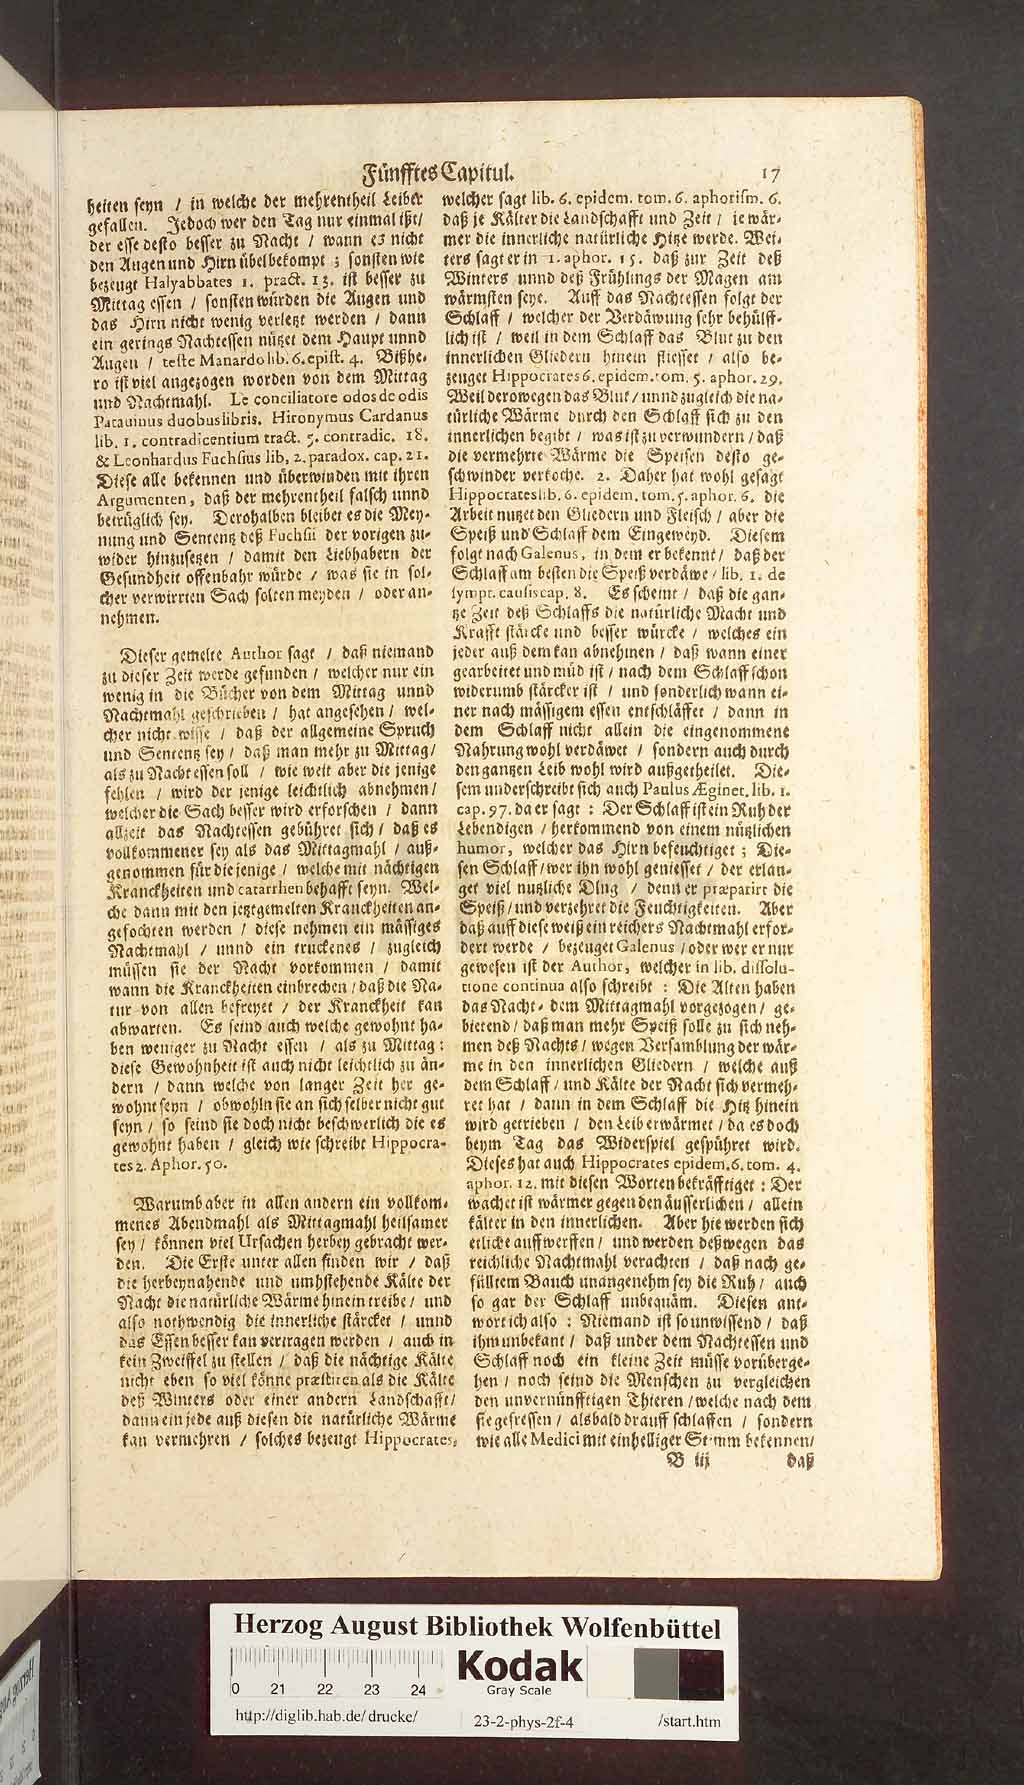 Fünfftes Capitul.
17
heiten seyn / in welche der mehrentheil Leiber
gefallen. Jedoch wer den Tag nur einmal ißt/
der esse desto besser zu Nacht / wann es nicht
den Augen und Hirn übel bekompt ; sonsten wie
bezeugt Halyabbates 1. pract. 13. ist besser zu
Mittag essen / sonsten würden die Augen und
das Hirn nicht wenig verletzt werden / dann
ein gerings Nachtessen nützet dem Haupt unnd
Augen / teste Manardo lib. 6. epist. 4. Bißhe-
ro ist viel angezogen worden von dem Mittag
und Nachtmahl. Le conciliatore odos de odis
Patavinus duobus libris. Hironymus Cardanus
lib. 1. contradicentium tract. 5. contradic. 18.
& Leonhardus Fuchsius lib, 2. paradox. cap. 21.
Diese alle bekennen und überwinden mit ihren
Argumenten, daß der mehrentheil falsch unnd
betrüglich sey. Derohalben bleibet es die Mey-
nung und Sententz deß Fuchsii der vorigen zu-
wider hinzusetzen / damit den Liebhabern der
Gesundheit offenbahr würde / was sie in sol-
cher verwirrten Sach solten meyden / oder an-
nehmen.
Dieser gemelte Author sagt / daß niemand
zu dieser Zeit werde gefunden / welcher nur ein
wenig in die Bücher von dem Mittag unnd
Nachtmahl geschrieben / hat angesehen / wel-
cher nicht wisse / daß der allgemeine Spruch
und Sententz sey / daß man mehr zu Mittag/
als zu Nacht essen soll / wie weit aber die jenige
fehlen / wird der jenige leichtlich abnehmen/
welcher die Sach besser wird erforschen / dann
allzeit das Nachtessen gebühret sich / daß es
vollkommener sey als das Mittagmahl / auß-
genommen für die jenige / welche mit nächtigen
Kranckheiten und catarrhen behafft seyn. Wel-
che dann mit den jetztgemelten Kranckheiten an-
gefochten werden / diese nehmen ein mässiges
Nachtmahl / unnd ein truckenes / zugleich
müssen sie der Nacht vorkommen / damit
wann die Kranckheiten einbrechen / daß die Na-
tur von allen befreyet / der Kranckheit kan
abwarten. Es seind auch welche gewohnt ha-
ben weniger zu Nacht essen / als zu Mittag:
diese Gewohnheit ist auch nicht leichtlich zu än-
dern / dann welche von langer Zeit her ge-
wohnt seyn / obwohln sie an sich selber nicht gut
seyn / so seind sie doch nicht beschwerlich die es
gewohnt haben / gleich wie schreibt Hippocra-
tes 2. Aphor. 50.
Warumb aber in allen andern ein vollkom-
menes Abendmahl als Mittagmahl heilsamer
sey / können viel Ursachen herbey gebracht wer-
den. Die Erste unter allen finden wir / daß
die herbeynahende und umbstehende Kälte der
Nacht die natürliche Wärme hinein treibe / und
also nothwendig die innerliche stärcket / unnd
das Essen besser kan vertragen werden / auch in
kein Zweiffel zu stellen / daß die nächtige Kälte
nicht eben so viel könne præstiren als die Kälte
deß Winters oder einer andern Landschafft/
dann ein jede auß diesen die natürliche Wärme
kan vermehren / solches bezeugt Hippocrates,
welcher sagt lib. 6. epidem. tom. 6. aphorism. 6.
daß je Kälter die Landschafft und Zeit / je wär-
mer die innerliche natürliche Hitze werde. Wei-
ters sagt er in 1. aphor. 15. daß zur Zeit deß
Winters unnd deß Frühlings der Magen am
wärmsten seye. Auff das Nachtessen folgt der
Schlaff / welcher der Verdäwung sehr behülff-
lich ist / weil in dem Schlaff das Blut zu den
innerlichen Gliedern hinein fliesset / also be-
zeuget Hippocrates 6. epidem. tom. 5. aphor. 29.
Weil derowegen das Blut / unnd zugleich die na-
türliche Wärme durch den Schlaff sich zu den
innerlichen begibt / was ist zu verwundern / daß
die vermehrte Wärme die Speisen desto ge-
schwinder verkoche. 2. Daher hat wohl gesagt
Hippocrates lib. 6. epidem. tom. 5. aphor. 6. die
Arbeit nutzet den Gliedern und Fleisch / aber die
Speiß und Schlaff dem Eingeweyd. Diesem
folgt nach Galenus, in dem er bekennt / daß der
Schlaff am besten die Speiß verdäwe / lib. 1. de
sympt. causis cap. 8. Es scheint / daß die gan-
tze Zeit deß Schlaffs die natürliche Macht und
Krafft stärcke und besser würcke / welches ein
jeder auß dem kan abnehmen / daß wann einer
gearbeitet und müd ist / nach dem Schlaff schon
widerumb stärcker ist / und sonderlich wann ei-
ner nach mässigem essen entschläffet / dann in
dem Schlaff nicht allein die eingenommene
Nahrung wohl verdäwet / sondern auch durch
den gantzen Leib wohl wird außgetheilet. Die-
sem underschreibt sich auch Paulus Æginet. lib. 1.
cap. 97. da er sagt : Der Schlaff ist ein Ruh der
Lebendigen / herkommend von einem nützlichen
humor, welcher das Hirn befeuchtiget ; Die-
sen Schlaff / wer ihn wohl geniesset / der erlan-
get viel nutzliche Ding / denn er præparirt die
Speiß / und verzehret die Feuchtigkeiten. Aber
daß auff diese weiß ein reichers Nachtmahl erfor-
dert werde / bezeuget Galenus / oder wer er nur
gewesen ist der Author, welcher in lib. dissolu-
tione continua also schreibt : Die Alten haben
das Nacht- dem Mittagmahl vorgezogen / ge-
bietend / daß man mehr Speiß solle zu sich neh-
men deß Nachts / wegen Versamblung der wär-
me in den innerlichen Gliedern / welche auß
dem Schlaff / und Kälte der Nacht sich vermeh-
ret hat / dann in dem Schlaff die Hitz hinein
wird getrieben / den Leib erwärmet / da es doch
beym Tag das Widerspiel gespühret wird.
Dieses hat auch Hippocrates epidem. 6. tom. 4.
aphor. 12. mit diesen Worten bekräfftiget : Der
wachet ist wärmer gegen den äusserlichen / allein
kälter in den innerlichen. Aber hie werden sich
etliche auffwerffen / und werden deßwegen das
reichliche Nachtmahl verachten / daß nach ge-
fülltem Bauch unangenehm sey die Ruh / auch
so gar der Schlaff unbequäm. Diesen ant-
wort ich also : Niemand ist so unwissend / daß
ihm unbekant / daß under dem Nachtessen und
Schlaff noch ein kleine Zeit müsse vorüberge-
hen / noch seind die Menschen zu vergleichen
den unvernünfftigen Thieren / welche nach dem
sie gefressen / alsbald drauff schlaffen / sondern
wie alle Medici mit einhelliger Stimm bekennen/
B iij
daß
Herzog August Bibliothek Wolfenbüttel
0 21 22 23 24
Kodak
Gray Scale
http://diglib.hab.de/drucke/
23-2-phys-2f-4
/start.htm